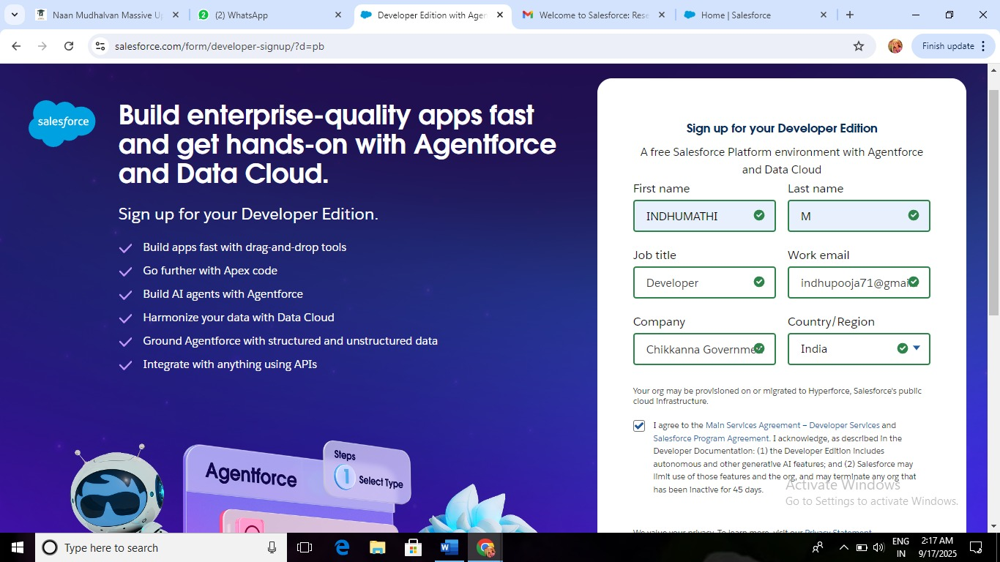 Naan Mudhalvan Massive U
(2) WhatsApp
Developer Edition with Agen
Welcome to Salesforce: Rese
Home | Salesforce
salesforce.com/form/developer-signup/?d=pb
Finish update
salesforce
Build enterprise-quality apps fast
and get hands-on with Agentforce
and Data Cloud.
Sign up for your Developer Edition.
Build apps fast with drag-and-drop tools
Go further with Apex code
Build AI agents with Agentforce
Harmonize your data with Data Cloud
Ground Agentforce with structured and unstructured data
Integrate with anything using APIs
Agentforce
Steps
1 Select Type
Sign up for your Developer Edition
A free Salesforce Platform environment with Agentforce
and Data Cloud
First name
Last name
INDHUMATHI
M
Job title
Work email
Developer
indhupooja71@gmai
Company
Country/Region
Chikkanna Governme
India
Your org may be provisioned on or migrated to Hyperforce, Salesforce's public
cloud infrastructure.
I agree to the Main Services Agreement – Developer Services and
Salesforce Program Agreement. I acknowledge, as described in the
Developer Documentation: (1) the Developer Edition includes
autonomous and other generative AI features; and (2) Salesforce may
limit use of those features and the org, and may terminate any org that
has been inactive for 45 days.
Activate Windows
Go to Settings to activate Windows.
We value your privacy. To learn more, visit our Privacy Statement
Type here to search
ENG
IN
2:17 AM
9/17/2025